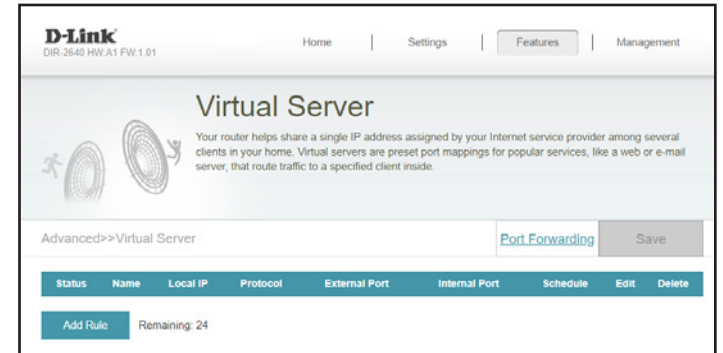 D-Link
DIR-2640 HW:A1 FW:1.01
Home | Settings | Features | Management
Virtual Server
Your router helps share a single IP address assigned by your Internet service provider among several
clients in your home. Virtual servers are preset port mappings for popular services, like a web or e-mail
server, that route traffic to a specified client inside.
Advanced>>Virtual Server Port Forwarding Save
Status Name Local IP Protocol External Port Internal Port Schedule Edit Delete
Add Rule Remaining: 24